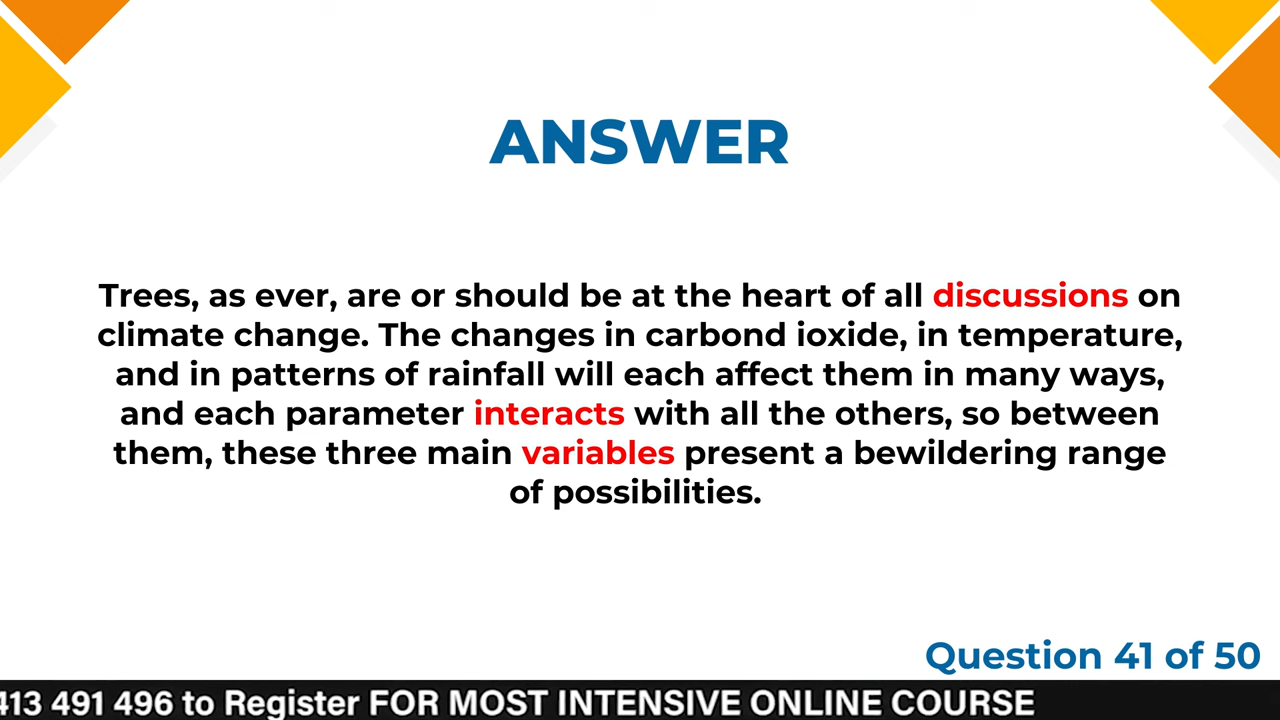 ANSWER
Trees, as ever, are or should be at the heart of all discussions on
climate change. The changes in carbond ioxide, in temperature,
and in patterns of rainfall will each affect them in many ways,
and each parameter interacts with all the others, so between
them, these three main variables present a bewildering range
of possibilities.
Question 41 of 50
413 491 496 to Register FOR MOST INTENSIVE ONLINE COURSE